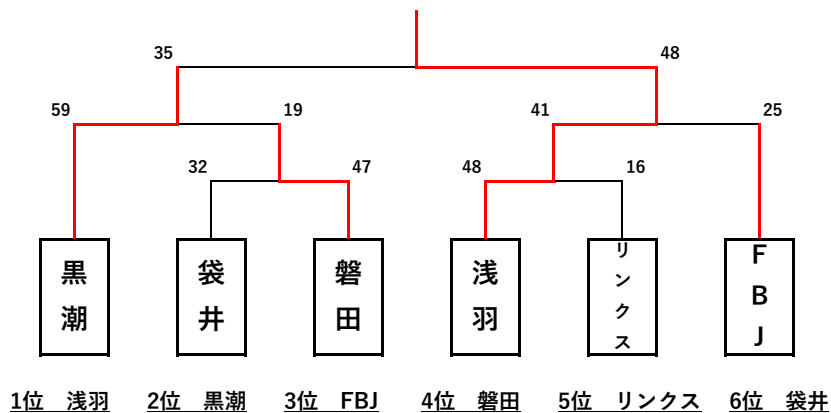 35
48
59
19
41
25
32
47
48
16
黒潮
袋井
磐田
浅羽
リンクス
FBJ
1位　浅羽
2位　黒潮
3位　FBJ
4位　磐田
5位　リンクス
6位　袋井